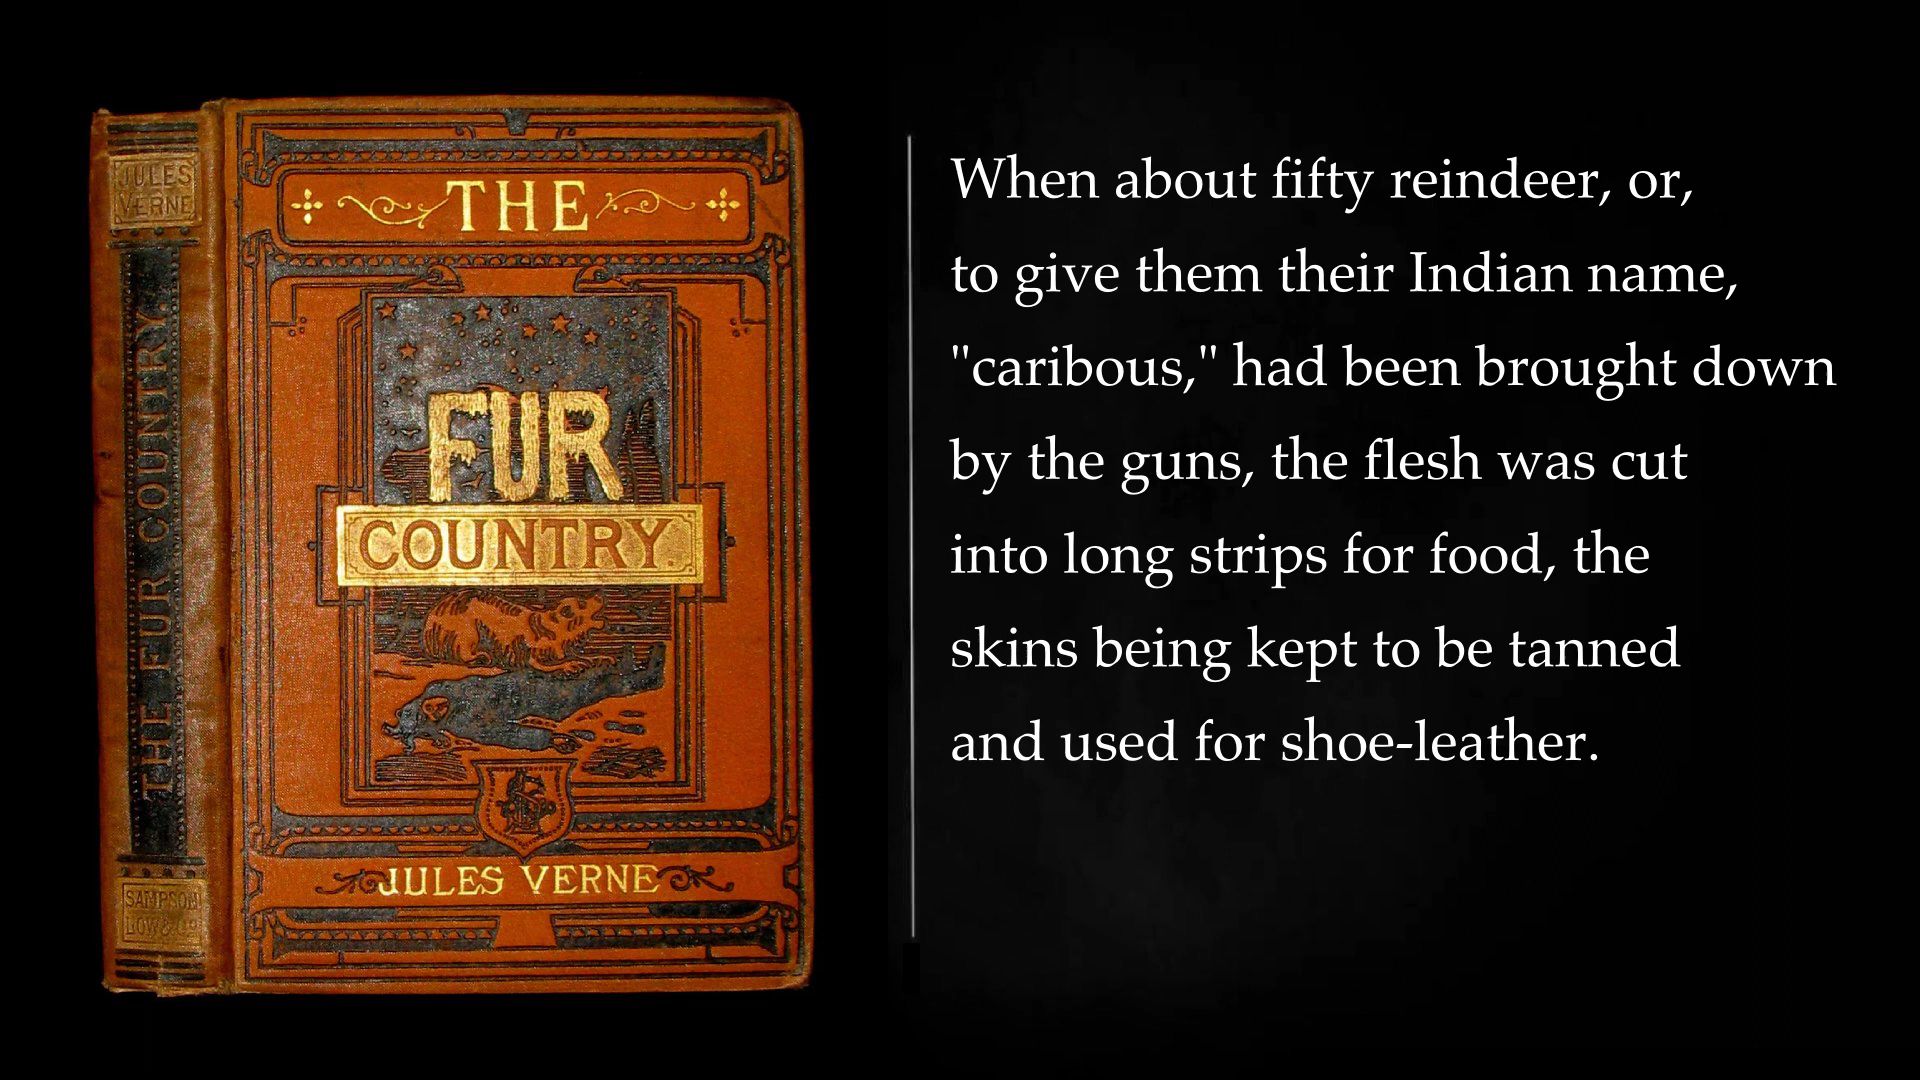 JULES
VERNE
THE FUR COUNTRY.
SAMPSON
LOW & Co
THE
FUR
COUNTRY.
JULES VERNE
When about fifty reindeer, or,
to give them their Indian name,
"caribous," had been brought down
by the guns, the flesh was cut
into long strips for food, the
skins being kept to be tanned
and used for shoe-leather.